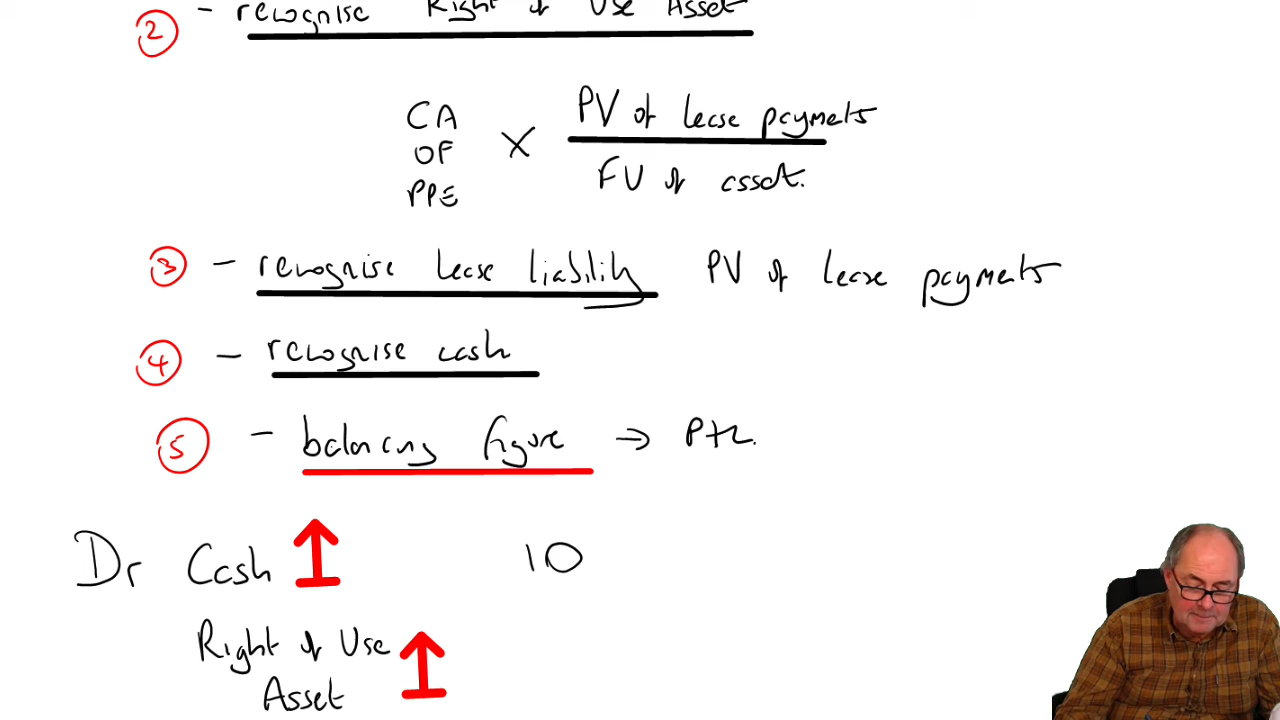 ② - recognise Right of Use Asset
CA OF PPE × PV of lease payments
FV of asset.
③ - recognise lease liability PV of lease payments
④ - recognise cash
⑤ - balancing figure → P+L.
Dr Cash ↑ 10
Right of Use ↑
Asset